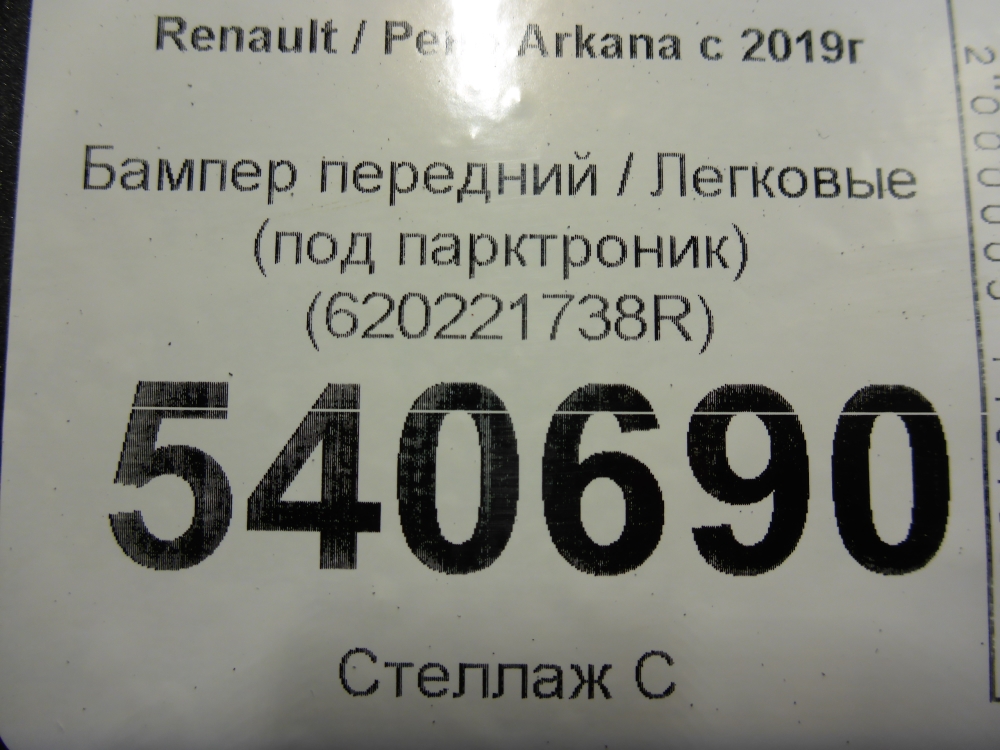 Renault / Arkana с 2019г
Бампер передний / Легковые
(под парктроник)
(620221738R)
540690
Стеллаж С